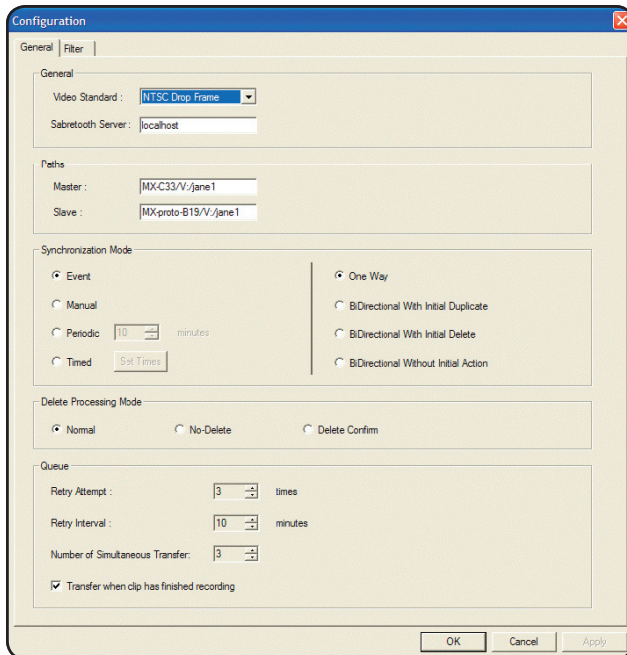 Configuration
General Filter
General
Video Standard : NTSC Drop Frame
Sabretooth Server : localhost
Paths
Master : MX-C33/V:/jane1
Slave : MX-proto-B19/V:/jane1
Synchronization Mode
Event One Way
Manual BiDirectional With Initial Duplicate
Periodic 10 minutes BiDirectional With Initial Delete
Timed Set Times BiDirectional Without Initial Action
Delete Processing Mode
Normal No-Delete Delete Confirm
Queue
Retry Attempt : 3 times
Retry Interval : 10 minutes
Number of Simultaneous Transfer: 3
Transfer when clip has finished recording
OK Cancel Apply